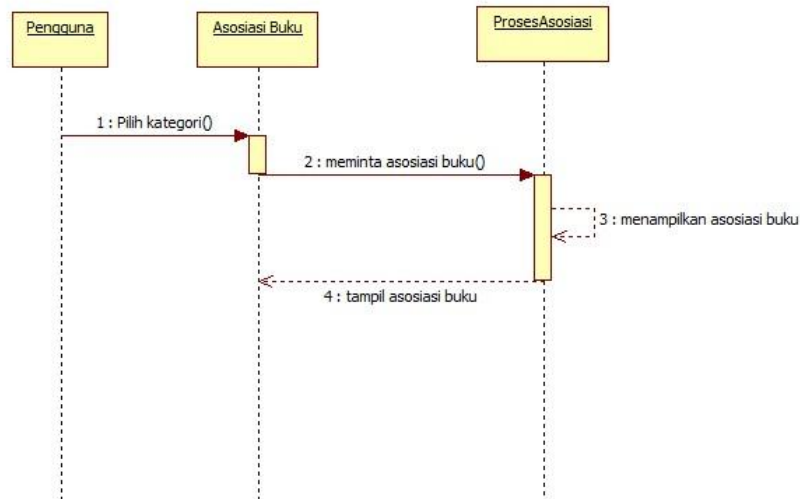 Pengguna
Asosiasi Buku
ProsesAsosiasi
1 : Pilih kategori()
2 : meminta asosiasi buku()
3 : menampilkan asosiasi buku
4 : tampil asosiasi buku